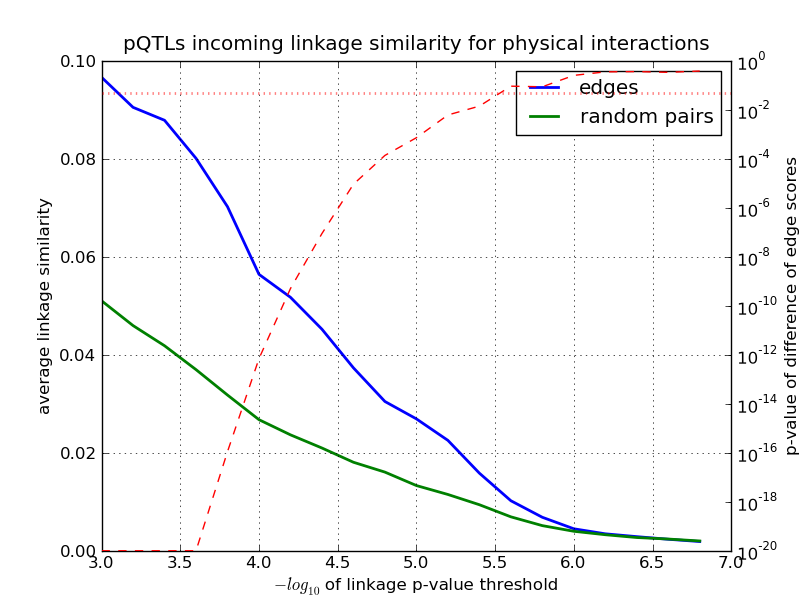 pQTLs incoming linkage similarity for physical interactions
edges
random pairs
average linkage similarity
0.10
0.08
0.06
0.04
0.02
0.00
3.0 3.5 4.0 4.5 5.0 5.5 6.0 6.5 7.0
−log₁₀ of linkage p-value threshold
10⁰
10⁻²
10⁻⁴
10⁻⁶
10⁻⁸
10⁻¹⁰
10⁻¹²
10⁻¹⁴
10⁻¹⁶
10⁻¹⁸
10⁻²⁰
p-value of difference of edge scores